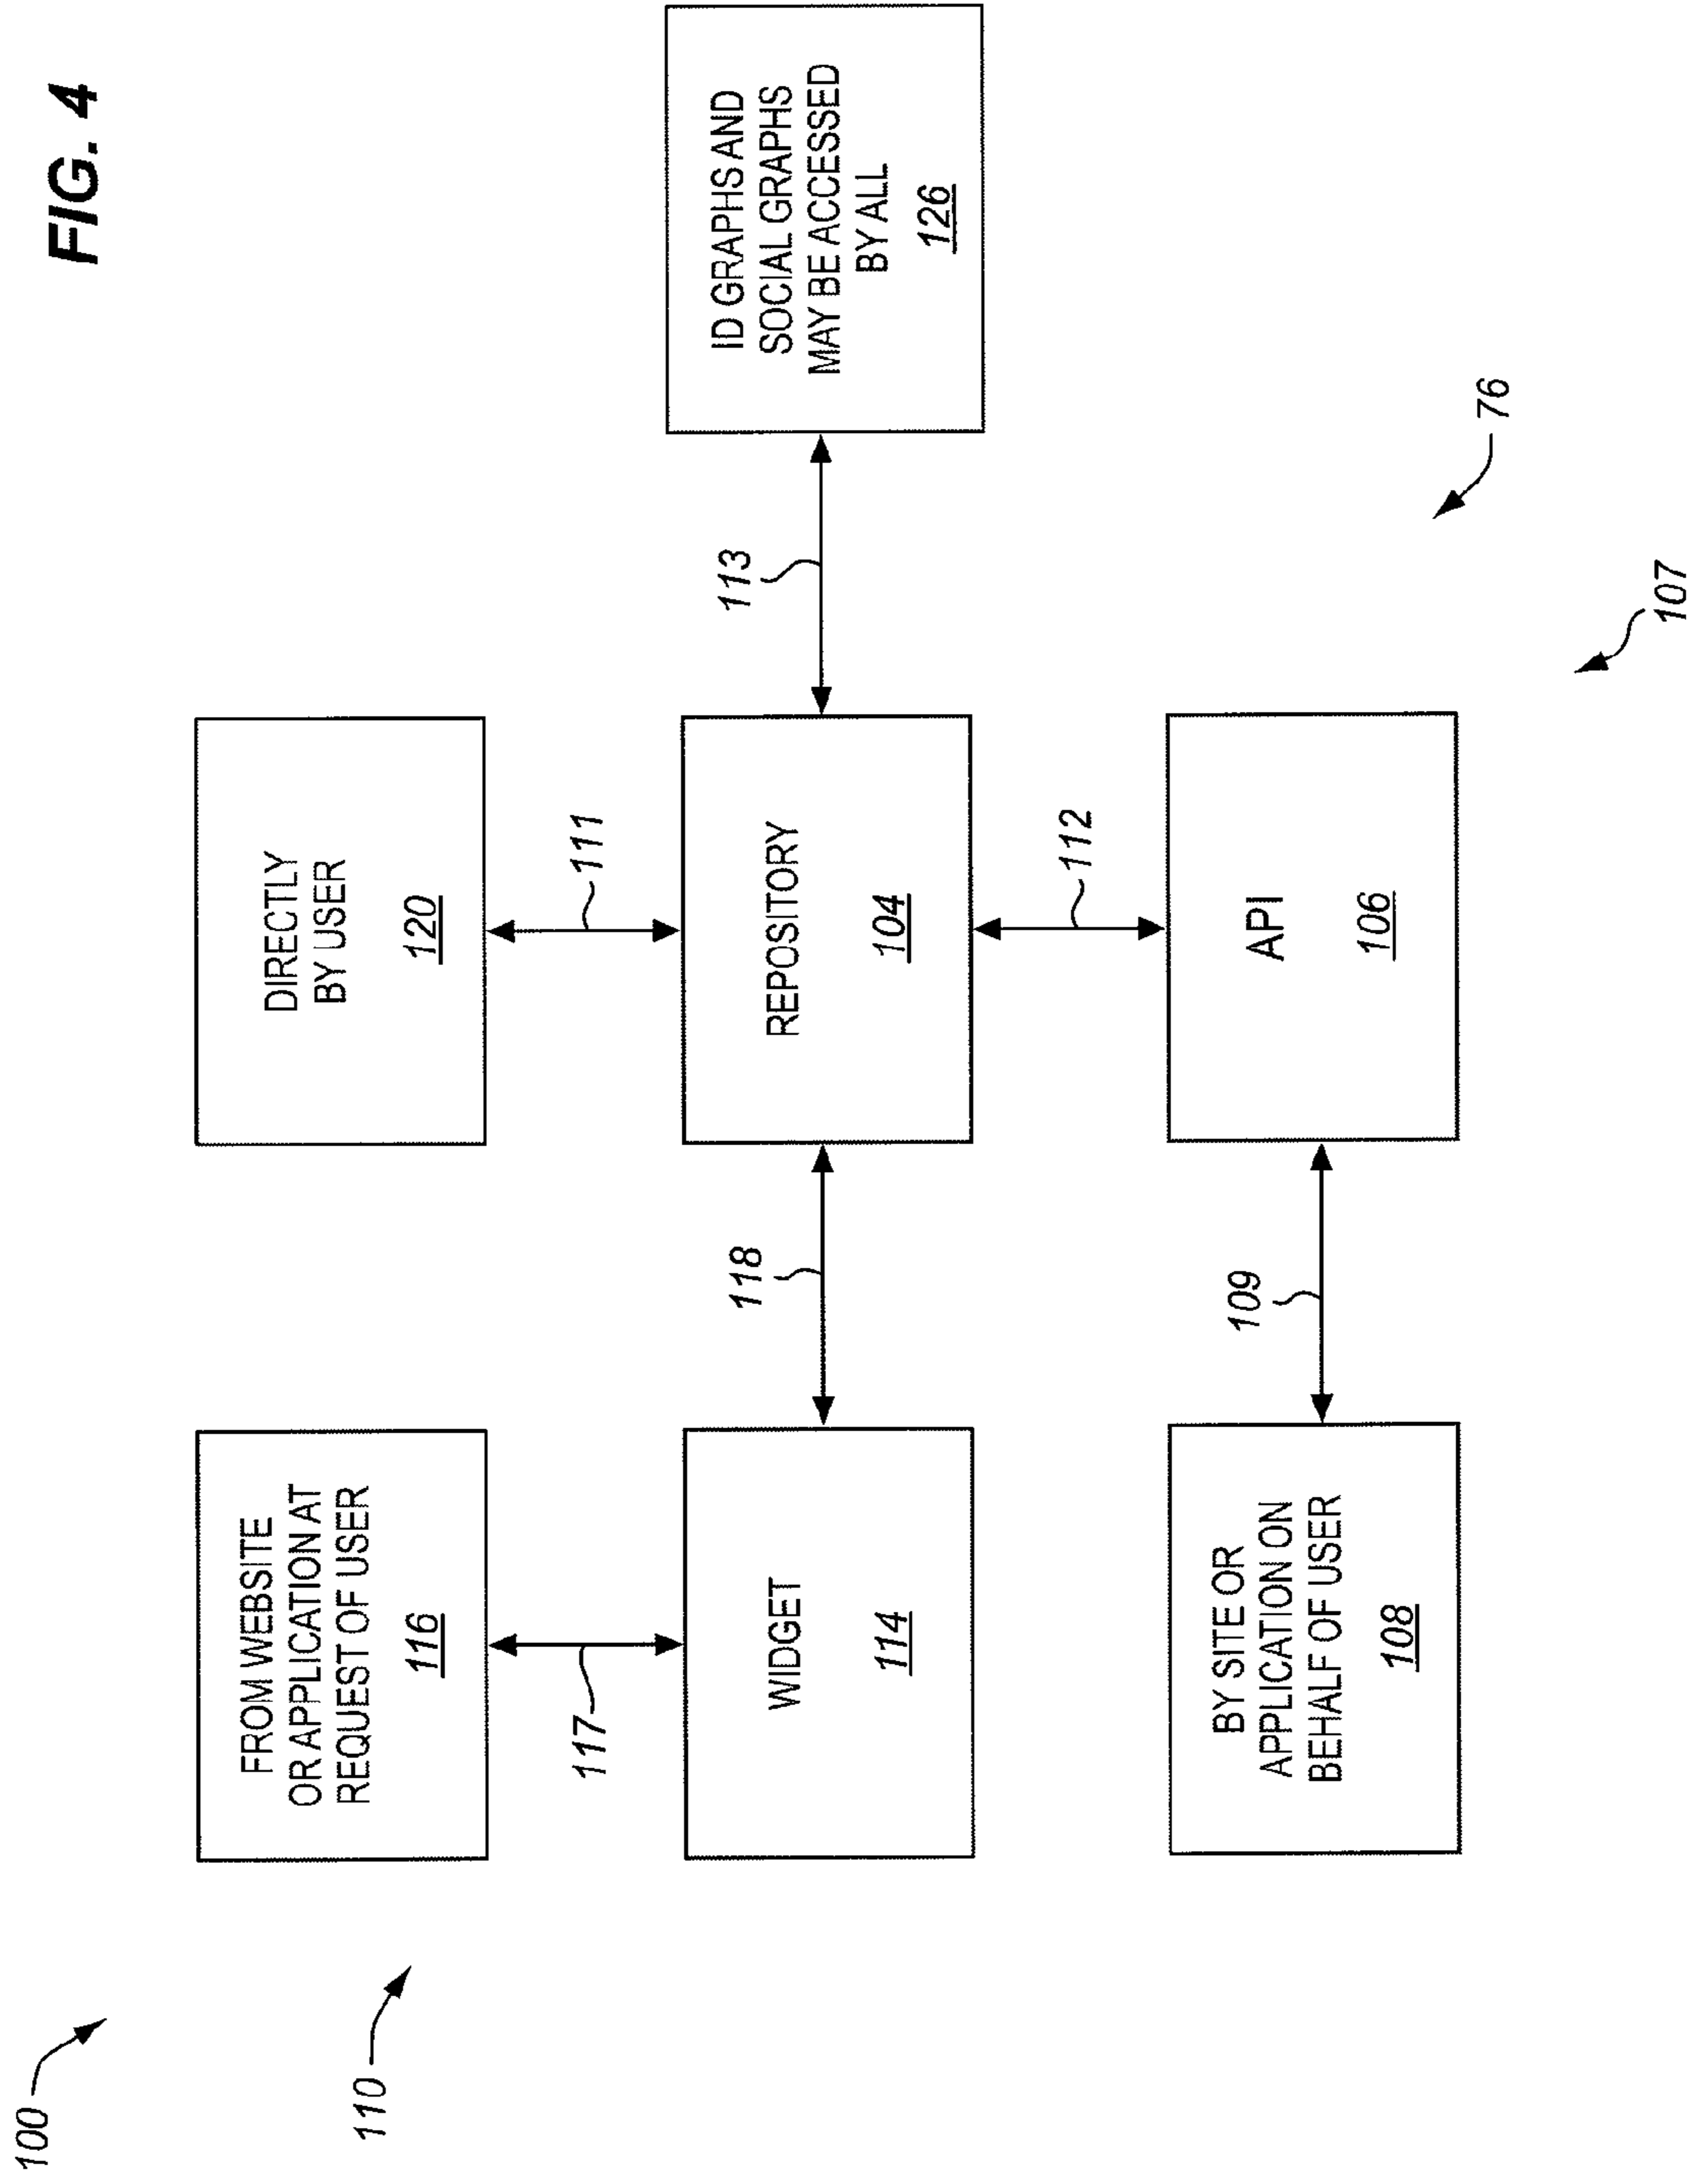 FIG. 4
100
110
FROM WEBSITE
OR APPLICATION AT
REQUEST OF USER
116
DIRECTLY
BY USER
120
117
111
WIDGET
114
118
REPOSITORY
104
113
ID GRAPHS AND
SOCIAL GRAPHS
MAY BE ACCESSED
BY ALL
126
112
BY SITE OR
APPLICATION ON
BEHALF OF USER
108
109
API
106
76
107